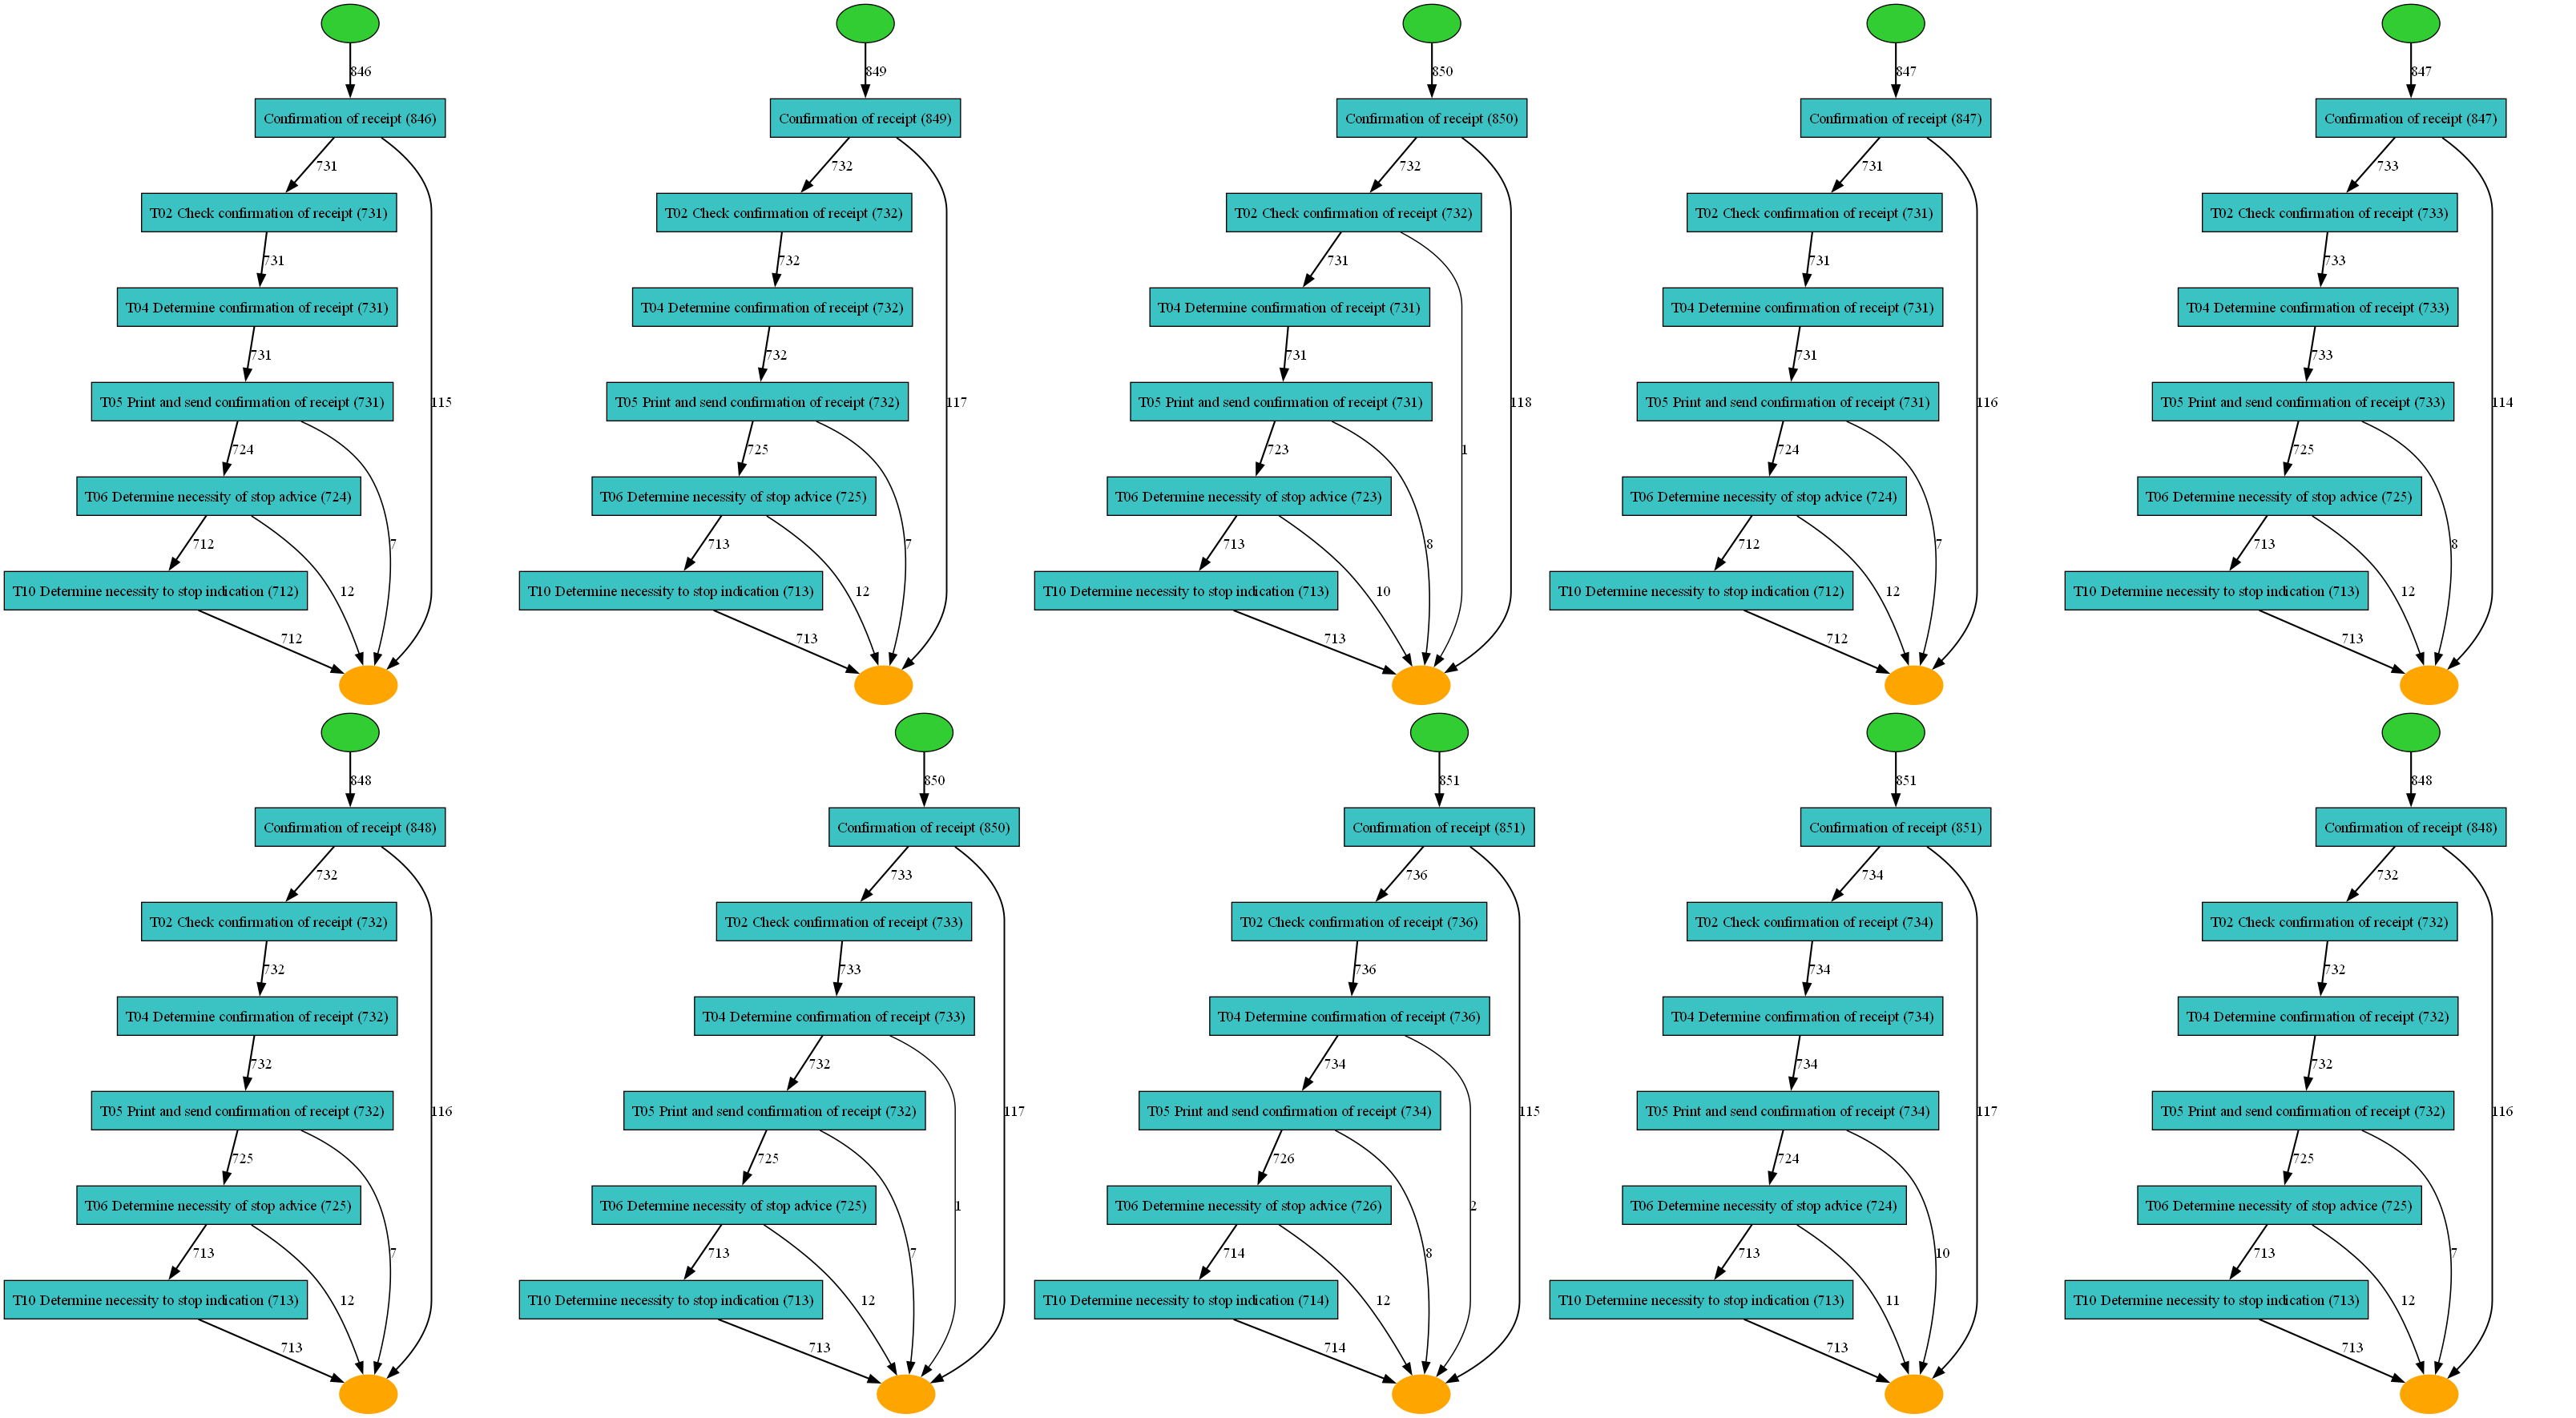 846
Confirmation of receipt (846)
731
T02 Check confirmation of receipt (731)
731
T04 Determine confirmation of receipt (731)
731
T05 Print and send confirmation of receipt (731)
115
724
T06 Determine necessity of stop advice (724)
7
712
12
T10 Determine necessity to stop indication (712)
712
849
Confirmation of receipt (849)
732
T02 Check confirmation of receipt (732)
732
T04 Determine confirmation of receipt (732)
732
T05 Print and send confirmation of receipt (732)
117
725
T06 Determine necessity of stop advice (725)
7
713
12
T10 Determine necessity to stop indication (713)
713
850
Confirmation of receipt (850)
732
T02 Check confirmation of receipt (732)
731
T04 Determine confirmation of receipt (731)
731
T05 Print and send confirmation of receipt (731)
118
723
1
T06 Determine necessity of stop advice (723)
8
713
10
T10 Determine necessity to stop indication (713)
713
847
Confirmation of receipt (847)
731
T02 Check confirmation of receipt (731)
731
T04 Determine confirmation of receipt (731)
731
T05 Print and send confirmation of receipt (731)
116
724
T06 Determine necessity of stop advice (724)
7
712
12
T10 Determine necessity to stop indication (712)
712
847
Confirmation of receipt (847)
733
T02 Check confirmation of receipt (733)
733
T04 Determine confirmation of receipt (733)
733
T05 Print and send confirmation of receipt (733)
114
725
T06 Determine necessity of stop advice (725)
8
713
12
T10 Determine necessity to stop indication (713)
713
848
Confirmation of receipt (848)
732
T02 Check confirmation of receipt (732)
732
T04 Determine confirmation of receipt (732)
732
T05 Print and send confirmation of receipt (732)
116
725
T06 Determine necessity of stop advice (725)
7
713
12
T10 Determine necessity to stop indication (713)
713
850
Confirmation of receipt (850)
733
T02 Check confirmation of receipt (733)
733
T04 Determine confirmation of receipt (733)
732
T05 Print and send confirmation of receipt (732)
117
725
T06 Determine necessity of stop advice (725)
1
7
713
12
T10 Determine necessity to stop indication (713)
713
851
Confirmation of receipt (851)
736
T02 Check confirmation of receipt (736)
736
T04 Determine confirmation of receipt (736)
734
T05 Print and send confirmation of receipt (734)
115
726
T06 Determine necessity of stop advice (726)
2
8
714
12
T10 Determine necessity to stop indication (714)
714
851
Confirmation of receipt (851)
734
T02 Check confirmation of receipt (734)
734
T04 Determine confirmation of receipt (734)
734
T05 Print and send confirmation of receipt (734)
117
724
T06 Determine necessity of stop advice (724)
10
713
11
T10 Determine necessity to stop indication (713)
713
848
Confirmation of receipt (848)
732
T02 Check confirmation of receipt (732)
732
T04 Determine confirmation of receipt (732)
732
T05 Print and send confirmation of receipt (732)
116
725
T06 Determine necessity of stop advice (725)
7
713
12
T10 Determine necessity to stop indication (713)
713